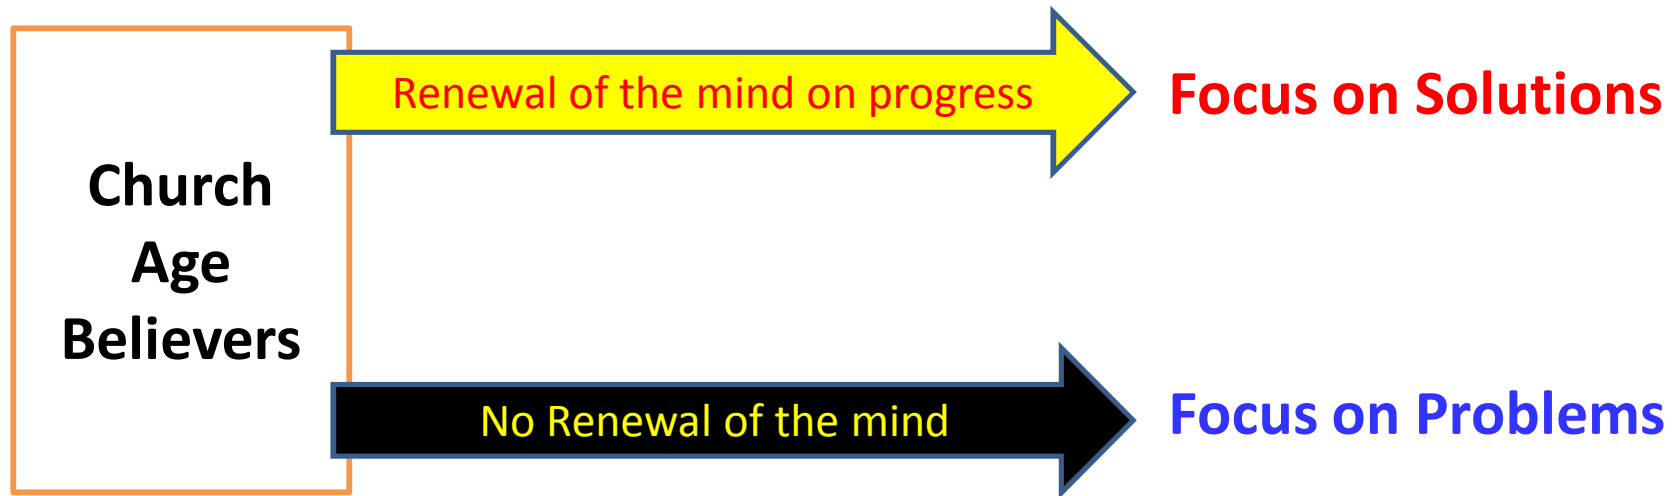 Church
Age
Believers
Renewal of the mind on progress
Focus on Solutions
No Renewal of the mind
Focus on Problems